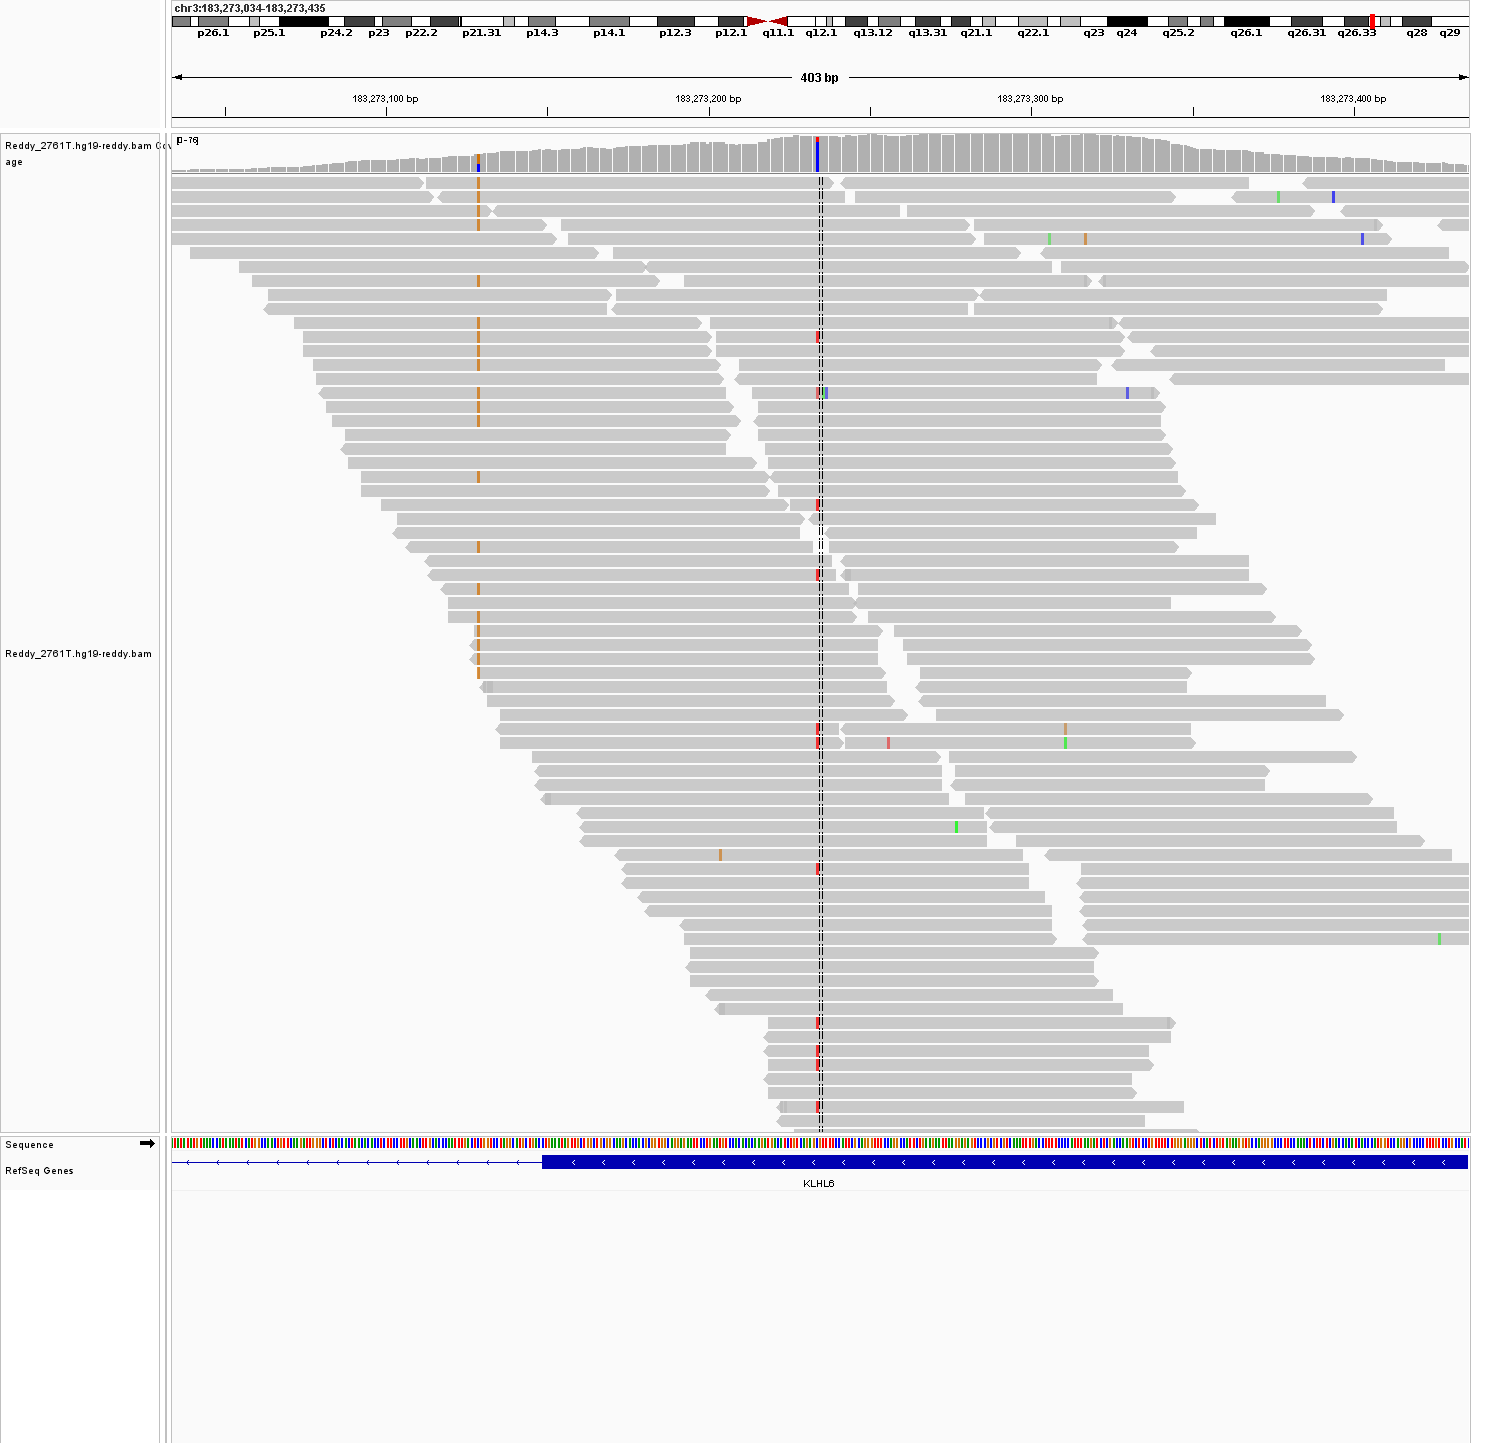 chr3:183,273,034-183,273,435
p26.1 p25.1 p24.2 p23 p22.2 p21.31 p14.3 p14.1 p12.3 p12.1 q11.1 q12.1 q13.12 q13.31 q21.1 q22.1 q23 q24 q25.2 q26.1 q26.31 q26.33 q28 q29
403 bp
183,273,100 bp 183,273,200 bp 183,273,300 bp 183,273,400 bp
[0-76]
Reddy_2761T.hg19-reddy.bam Cov
age
Reddy_2761T.hg19-reddy.bam
Sequence
RefSeq Genes
KLHL6